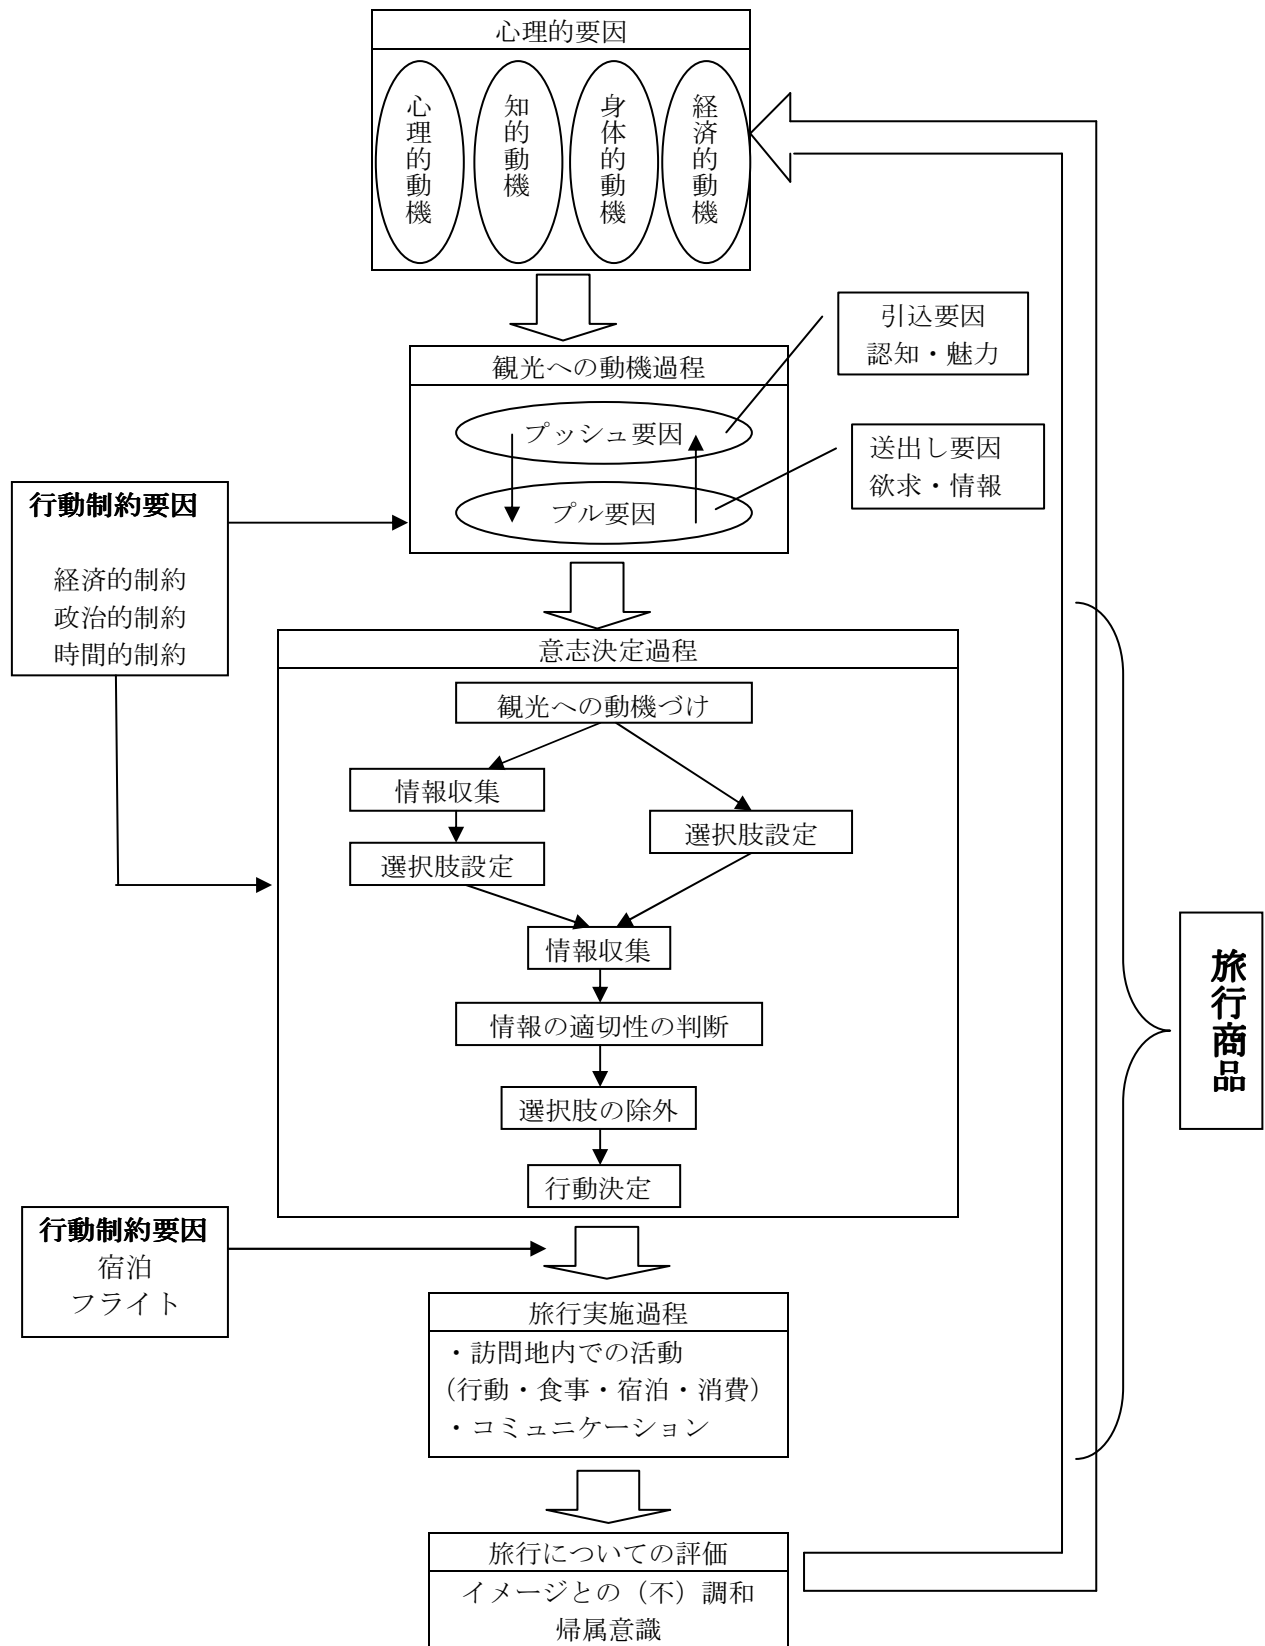 心理的要因
心理的動機
知的動機
身体的動機
経済的動機
引込要因
認知・魅力
観光への動機過程
プッシュ要因
プル要因
送出し要因
欲求・情報
行動制約要因
経済的制約
政治的制約
時間的制約
意志決定過程
観光への動機づけ
情報収集
選択肢設定
選択肢設定
情報収集
情報の適切性の判断
選択肢の除外
行動決定
旅行商品
行動制約要因
宿泊
フライト
旅行実施過程
・訪問地内での活動
（行動・食事・宿泊・消費）
・コミュニケーション
旅行についての評価
イメージとの（不）調和
帰属意識